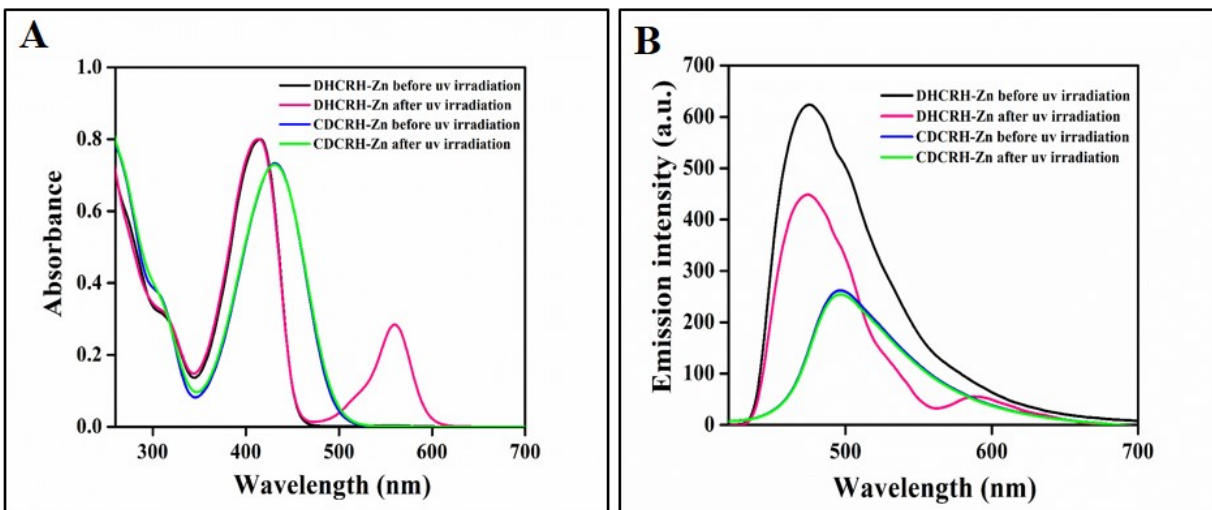 A
1.0
0.8
0.6
0.4
0.2
0.0
Absorbance
DHCRH-Zn before uv irradiation
DHCRH-Zn after uv irradiation
CDCRH-Zn before uv irradiation
CDCRH-Zn after uv irradiation
300 400 500 600 700
Wavelength (nm)
B
700
600
500
400
300
200
100
0
Emission intensity (a.u.)
DHCRH-Zn before uv irradiation
DHCRH-Zn after uv irradiation
CDCRH-Zn before uv irradiation
CDCRH-Zn after uv irradiation
500 600 700
Wavelength (nm)